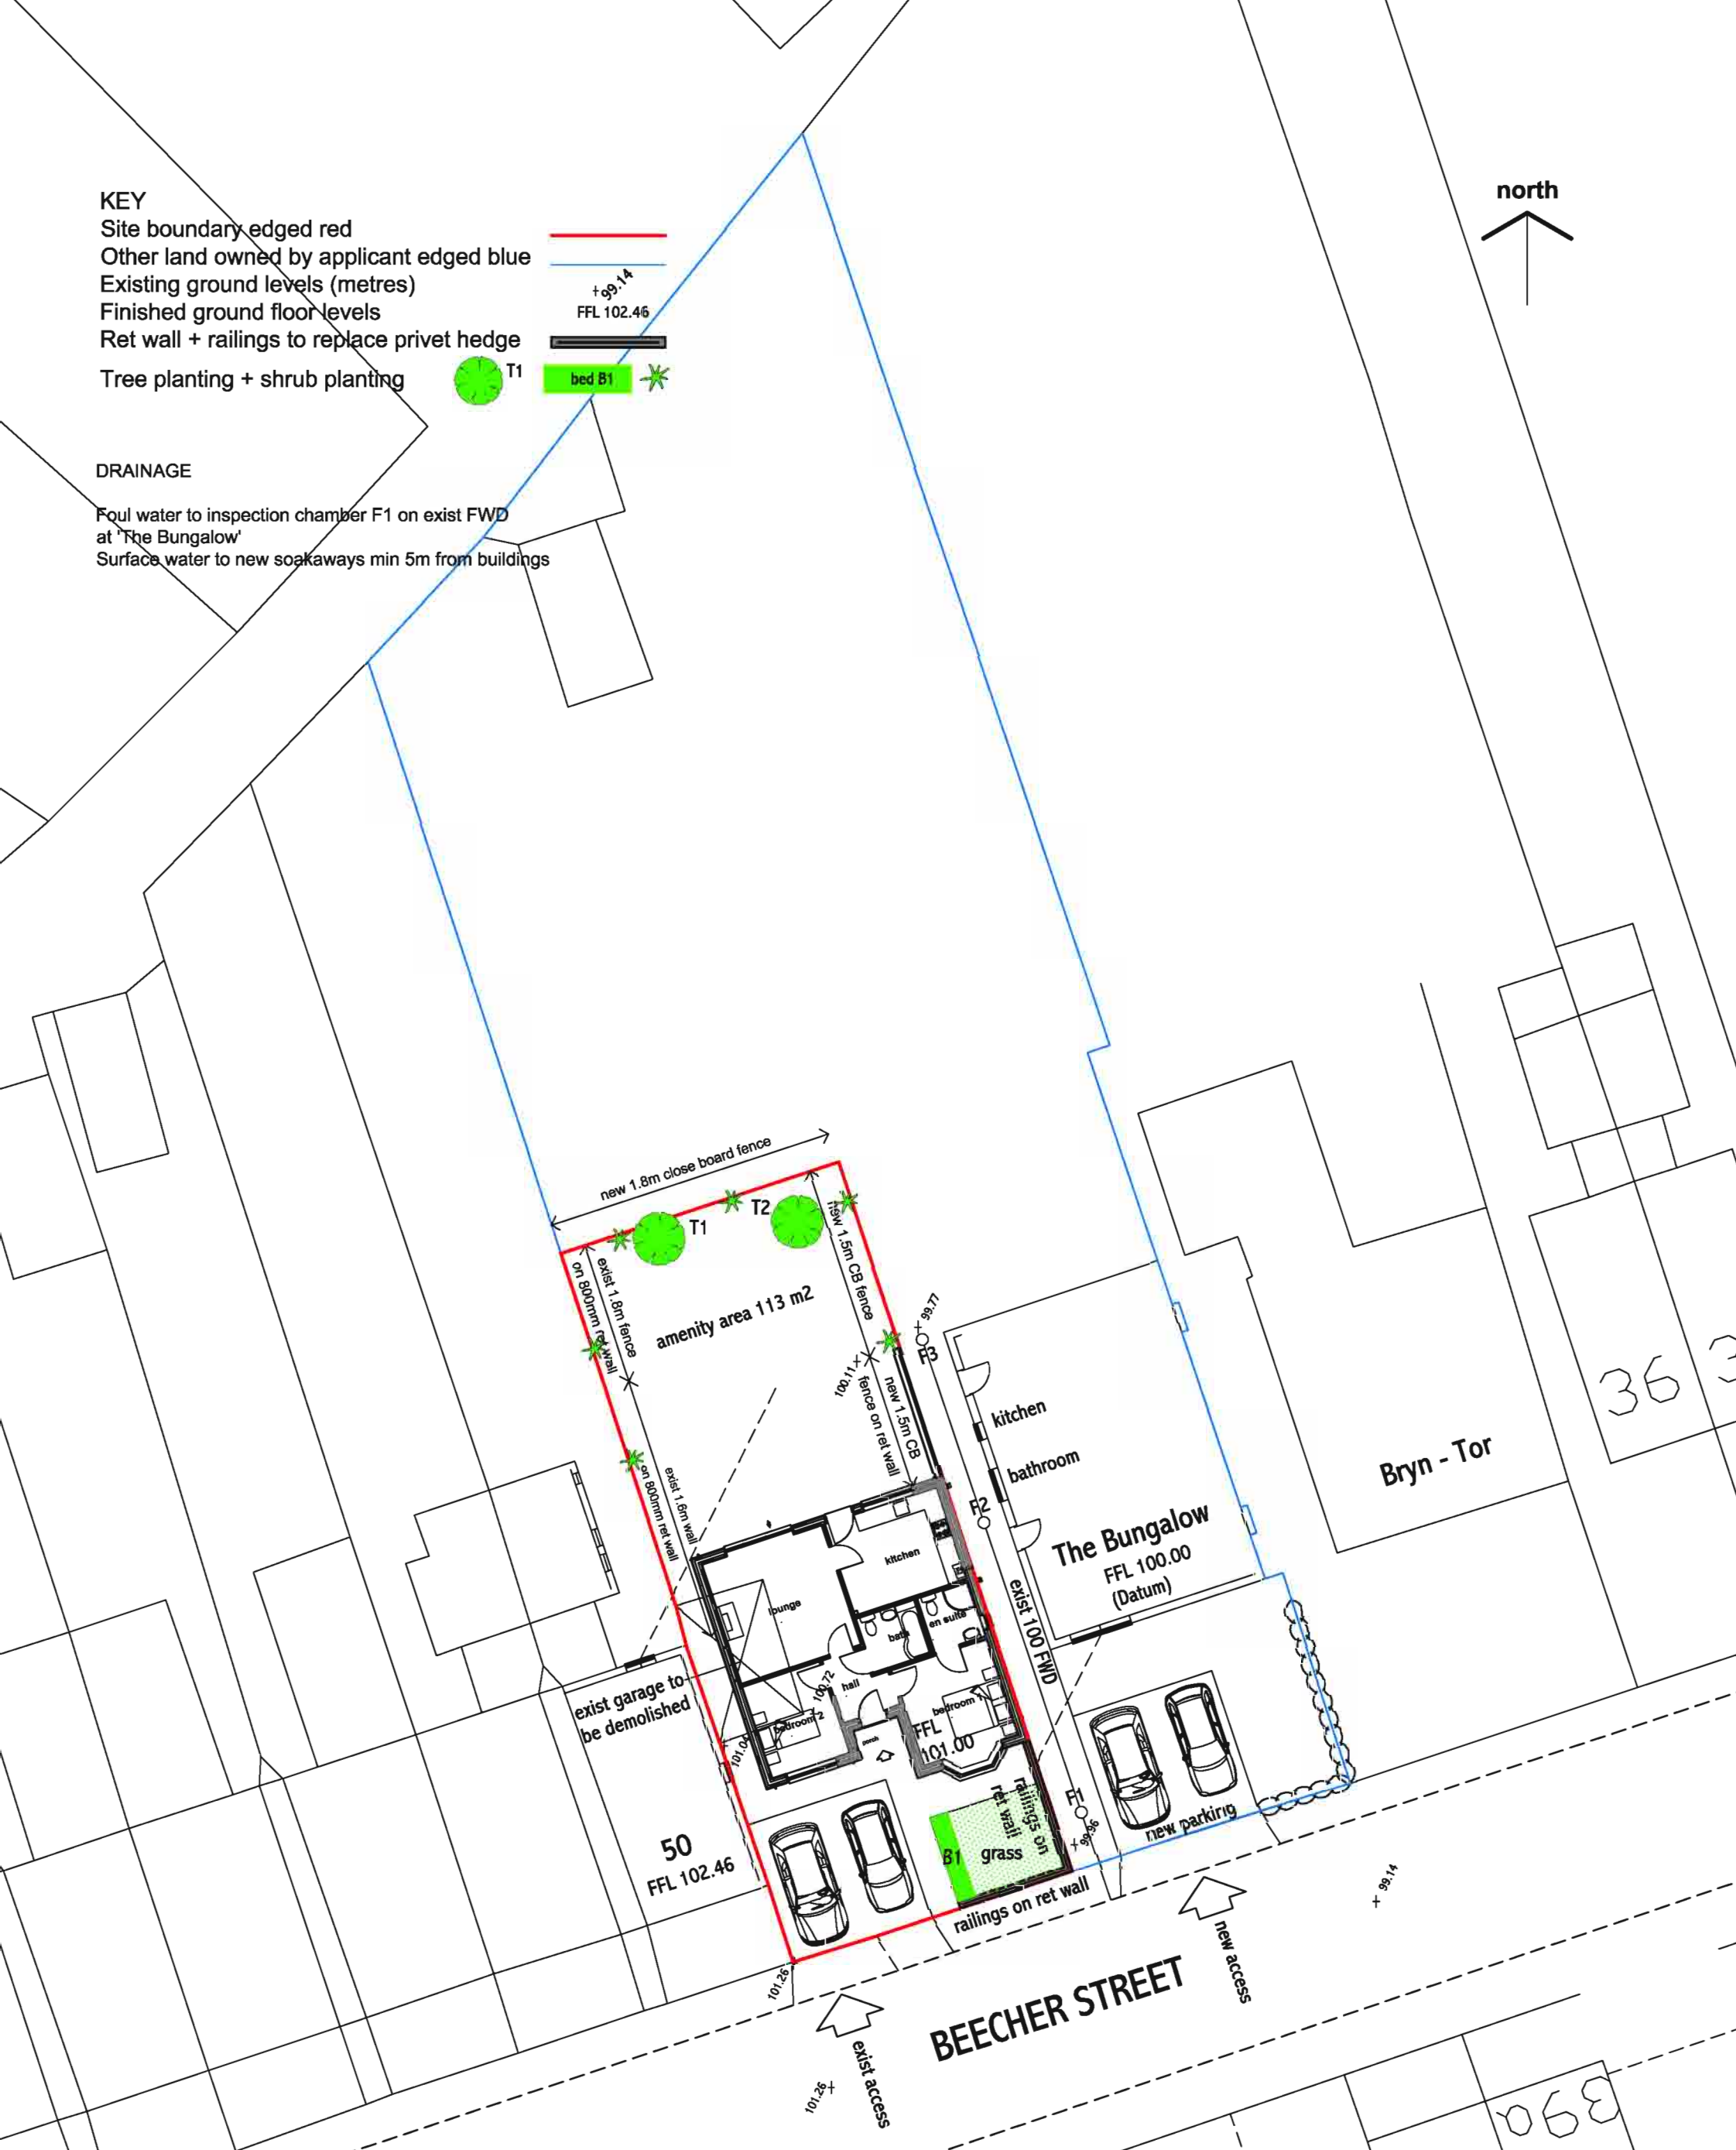 north
KEY
Site boundary edged red
Other land owned by applicant edged blue
Existing ground levels (metres)
99.14
Finished ground floor levels
FFL 102.46
Ret wall + railings to replace privet hedge
Tree planting + shrub planting
T1
bed B1
DRAINAGE
Foul water to inspection chamber F1 on exist FWD
at 'The Bungalow'
Surface water to new soakaways min 5m from buildings
new 1.8m close board fence
T1
T2
exist 1.8m fence
on 800mm ret wall
new 1.5m CB fence
amenity area 113 m2
99.77
F3
100.11
new 1.5m CB
fence on ret wall
exist 1.6m wall
on 800mm ret wall
kitchen
bathroom
F2
The Bungalow
FFL 100.00
(Datum)
Bryn - Tor
36
exist 100 FWD
kitchen
lounge
bath
en suite
hall
100.72
bedroom 1
bedroom 2
porch
FFL
101.00
exist garage to
be demolished
101.04
railings on
ret wall
F1
99.96
new parking
grass
B1
50
FFL 102.46
railings on ret wall
99.14
101.26
new access
BEECHER STREET
exist access
101.26